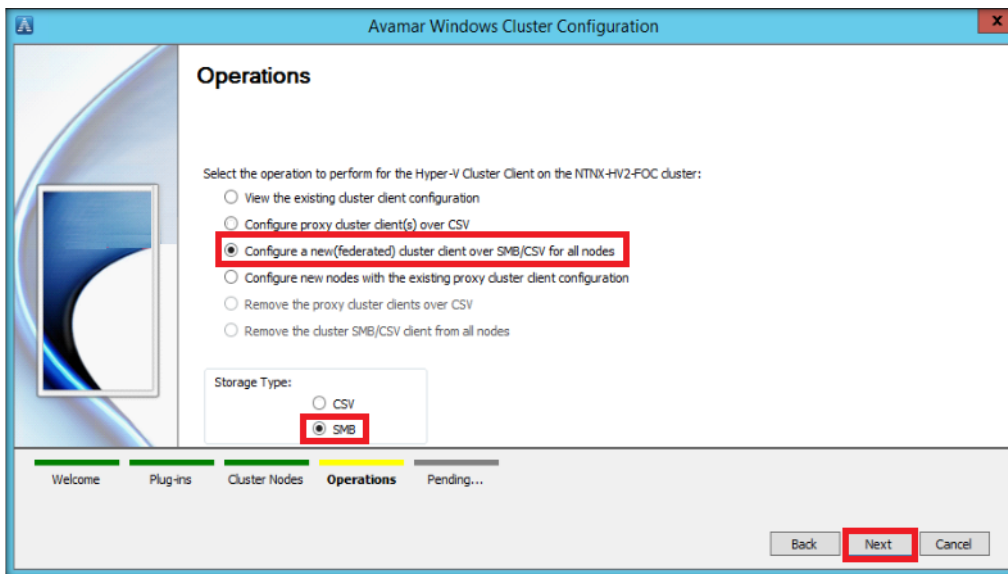 Avamar Windows Cluster Configuration
x
Operations
Select the operation to perform for the Hyper-V Cluster Client on the NTNX-HV2-FOC cluster:
View the existing cluster client configuration
Configure proxy cluster client(s) over CSV
Configure a new(federated) cluster client over SMB/CSV for all nodes
Configure new nodes with the existing proxy cluster client configuration
Remove the proxy cluster clients over CSV
Remove the cluster SMB/CSV client from all nodes
Storage Type:
CSV
SMB
Welcome Plug-ins Cluster Nodes Operations Pending...
Back Next Cancel